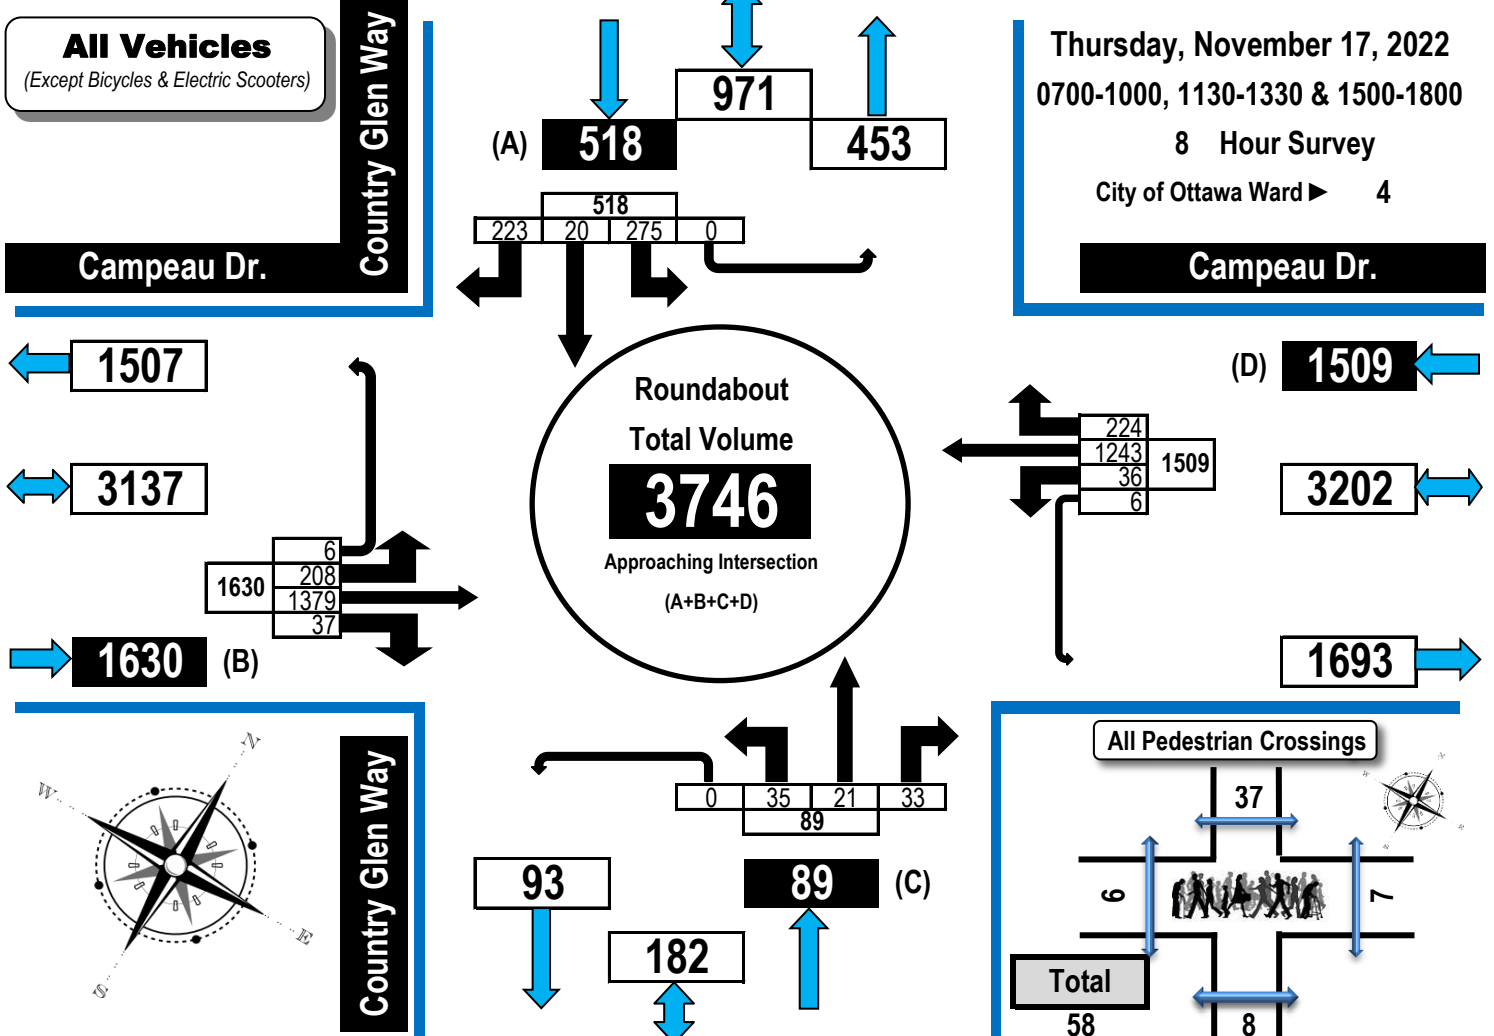 All Vehicles
(Except Bicycles & Electric Scooters)
Country Glen Way
Campeau Dr.
971
(A) 518
453
518
223 20 275 0
Thursday, November 17, 2022
0700-1000, 1130-1330 & 1500-1800
8 Hour Survey
City of Ottawa Ward ► 4
Campeau Dr.
1507
3137
6
208
1630
1379
37
1630 (B)
Roundabout
Total Volume
3746
Approaching Intersection
(A+B+C+D)
(D) 1509
224
1243
1509
36
6
3202
1693
N
W
E
S
Country Glen Way
0 35 21 33
89
93
89 (C)
182
All Pedestrian Crossings
N
W
E
S
37
6
7
Total
58
8